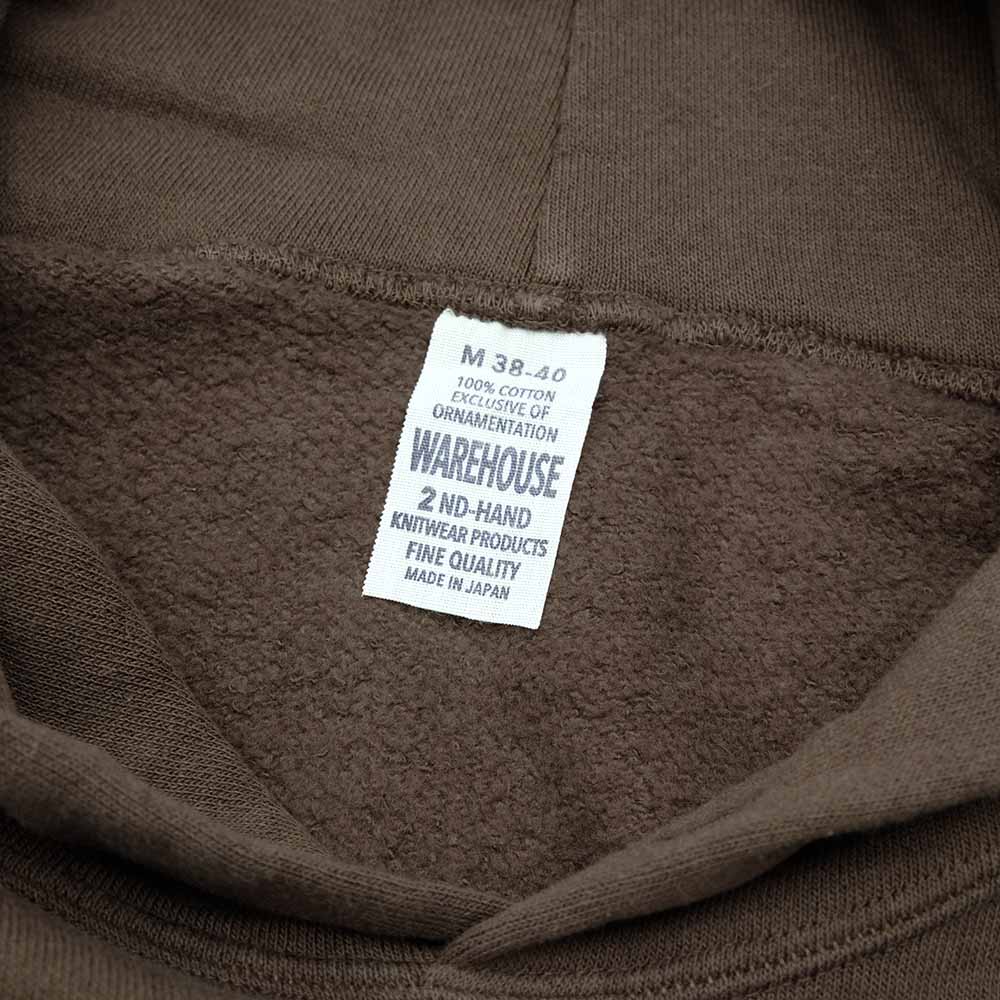 M 38-40
100% COTTON
EXCLUSIVE OF
ORNAMENTATION
WAREHOUSE
2 ND-HAND
KNITWEAR PRODUCTS
FINE QUALITY
MADE IN JAPAN